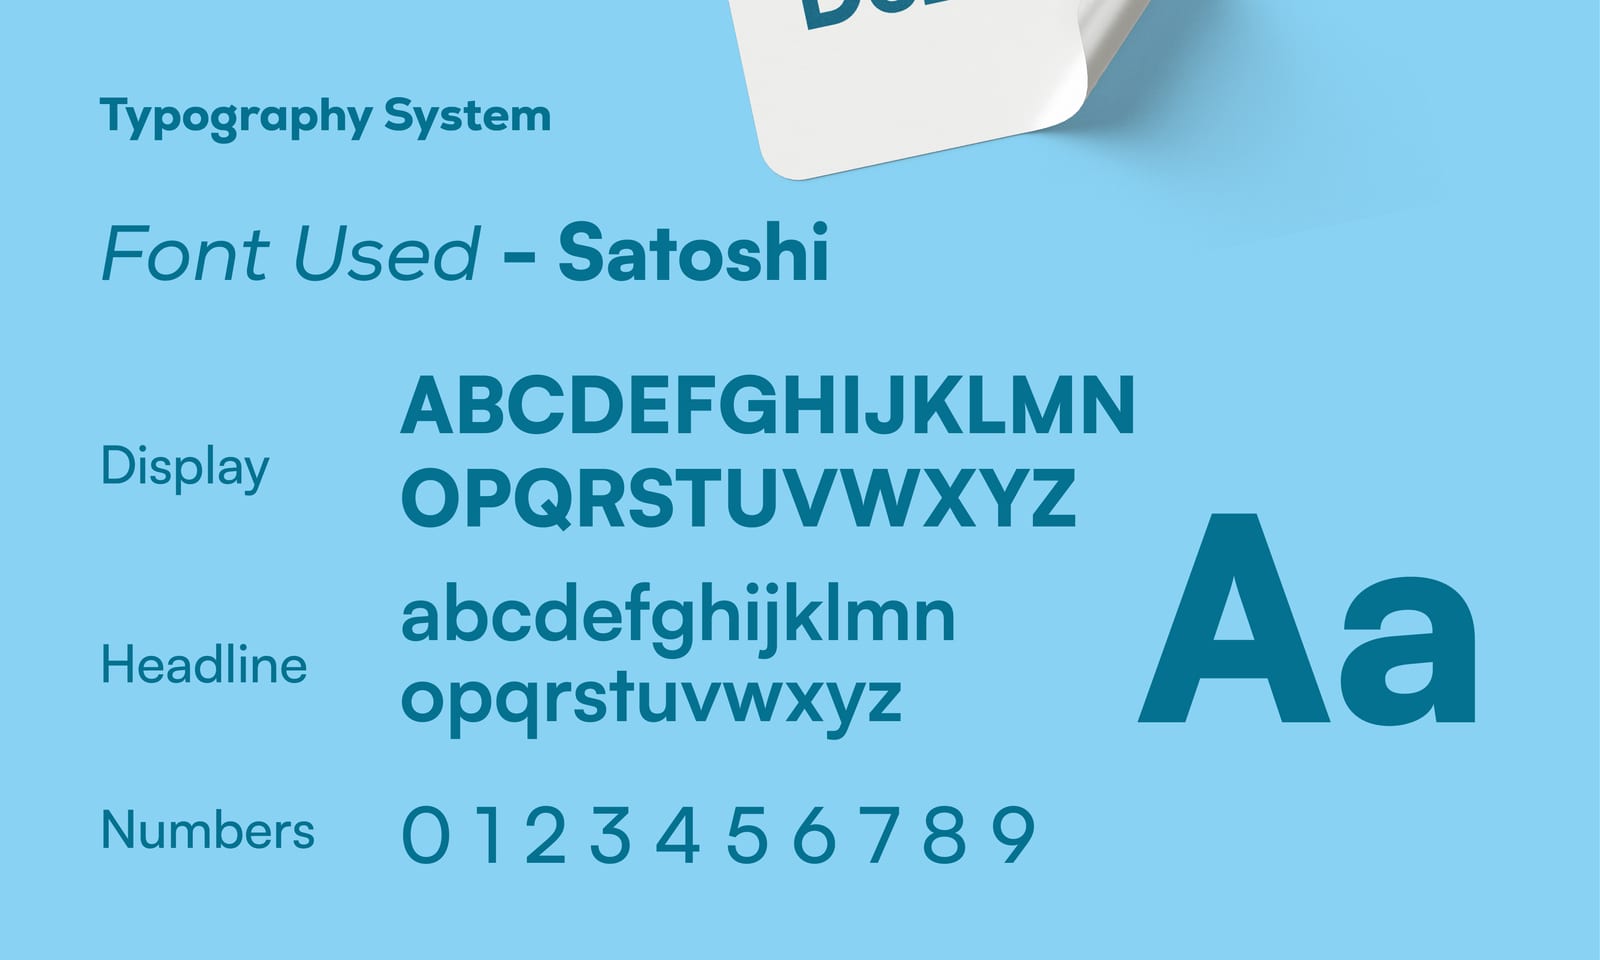 Typography System
Font Used - Satoshi
Display
ABCDEFGHIJKLMN
OPQRSTUVWXYZ
Headline
abcdefghijklmn
opqrstuvwxyz
Aa
Numbers
0 1 2 3 4 5 6 7 8 9